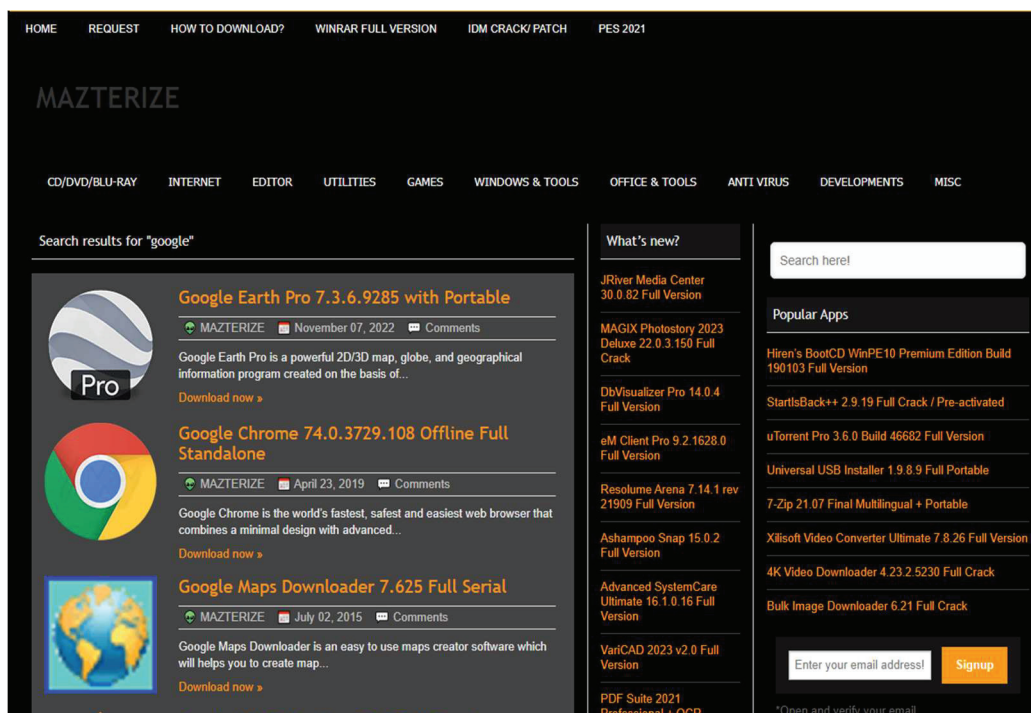 HOME REQUEST HOW TO DOWNLOAD? WINRAR FULL VERSION IDM CRACK/ PATCH PES 2021
MAZTERIZE
CD/DVD/BLU-RAY INTERNET EDITOR UTILITIES GAMES WINDOWS & TOOLS OFFICE & TOOLS ANTI VIRUS DEVELOPMENTS MISC
Search results for "google"
Google Earth Pro 7.3.6.9285 with Portable
MAZTERIZE November 07, 2022 Comments
Google Earth Pro is a powerful 2D/3D map, globe, and geographical
information program created on the basis of...
Download now »
Pro
Google Chrome 74.0.3729.108 Offline Full
Standalone
MAZTERIZE April 23, 2019 Comments
Google Chrome is the world's fastest, safest and easiest web browser that
combines a minimal design with advanced...
Download now »
Google Maps Downloader 7.625 Full Serial
MAZTERIZE July 02, 2015 Comments
Google Maps Downloader is an easy to use maps creator software which
will helps you to create map...
Download now »
What's new?
JRiver Media Center
30.0.82 Full Version
MAGIX Photostory 2023
Deluxe 22.0.3.150 Full
Crack
DbVisualizer Pro 14.0.4
Full Version
eM Client Pro 9.2.1628.0
Full Version
Resolume Arena 7.14.1 rev
21909 Full Version
Ashampoo Snap 15.0.2
Full Version
Advanced SystemCare
Ultimate 16.1.0.16 Full
Version
VariCAD 2023 v2.0 Full
Version
PDF Suite 2021
Professional + OCR
Search here!
Popular Apps
Hiren's BootCD WinPE10 Premium Edition Build
190103 Full Version
StartIsBack++ 2.9.19 Full Crack / Pre-activated
uTorrent Pro 3.6.0 Build 46682 Full Version
Universal USB Installer 1.9.8.9 Full Portable
7-Zip 21.07 Final Multilingual + Portable
Xilisoft Video Converter Ultimate 7.8.26 Full Version
4K Video Downloader 4.23.2.5230 Full Crack
Bulk Image Downloader 6.21 Full Crack
Enter your email address! Signup
*Open and verify your email